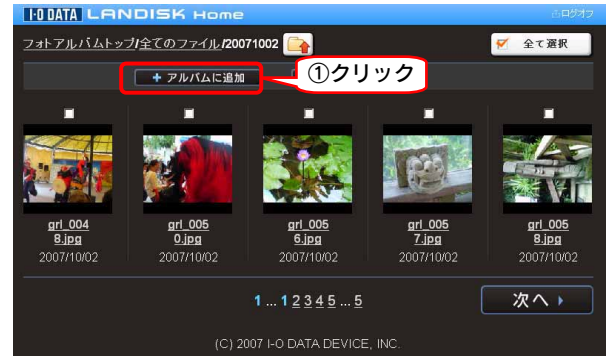 I-O DATA LANDISK Home
ログオフ
フォトアルバムトップ/全てのファイル/20071002
全て選択
+ アルバムに追加
①クリック
grl_004
8.jpg
2007/10/02
grl_005
0.jpg
2007/10/02
grl_005
6.jpg
2007/10/02
grl_005
7.jpg
2007/10/02
grl_005
8.jpg
2007/10/02
1 ... 1 2 3 4 5 ... 5
次へ
(C) 2007 I-O DATA DEVICE, INC.